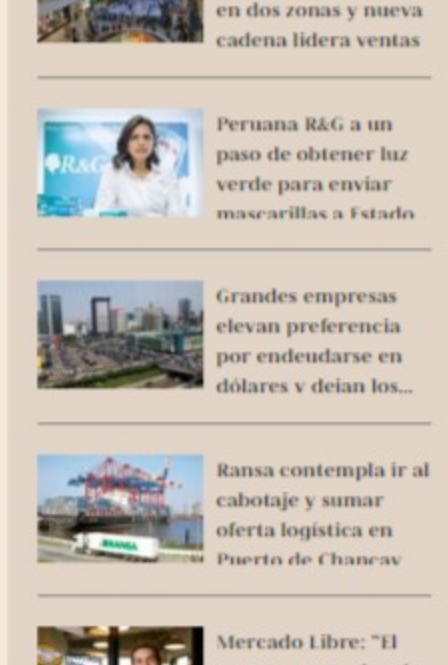 en dos zonas y nueva
cadena lidera ventas
R&G
Peruana R&G a un
paso de obtener luz
verde para enviar
mascarillas a Estado
Grandes empresas
elevan preferencia
por endeudarse en
dólares y dejan los...
Ransa contempla ir al
cabotaje y sumar
oferta logística en
Puerto de Chancay
RANSA
Mercado Libre: “El